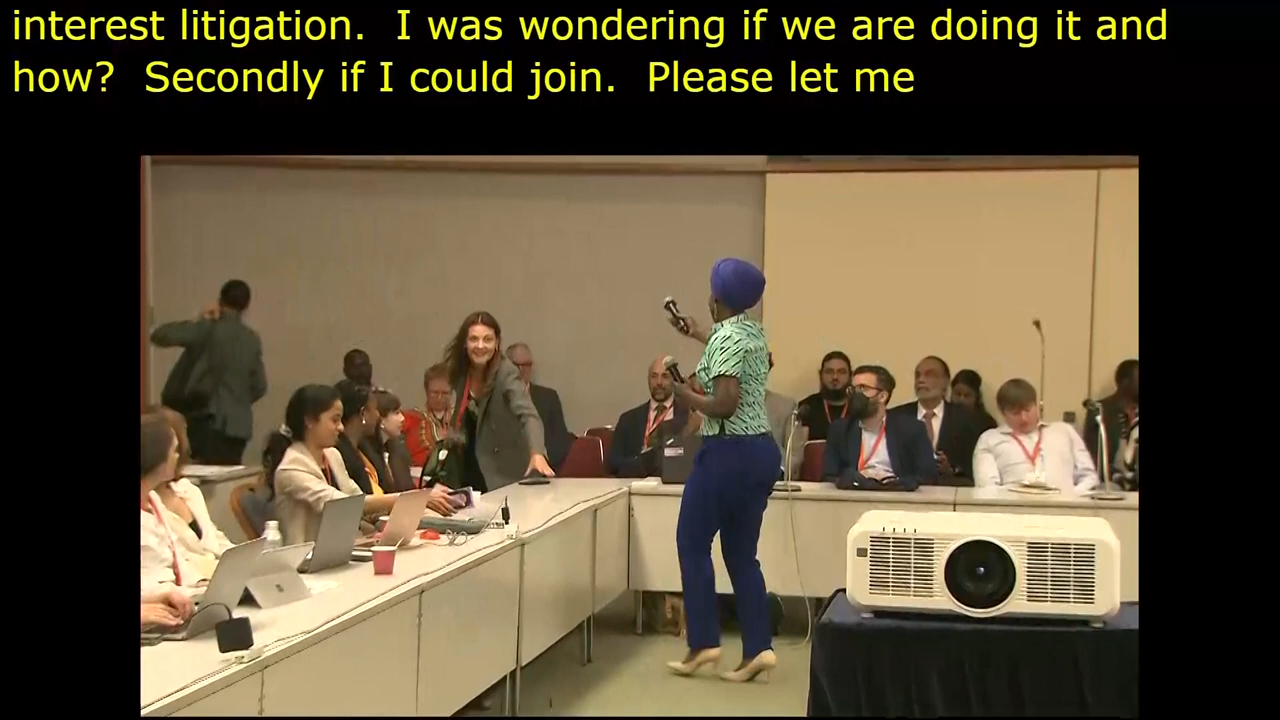 interest litigation.  I was wondering if we are doing it and
how?  Secondly if I could join.  Please let me